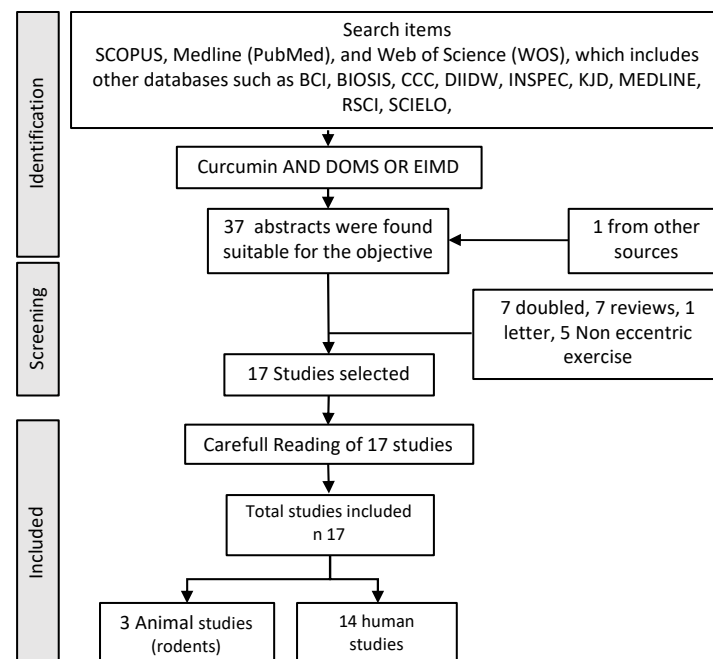 Identification
Search items
SCOPUS, Medline (PubMed), and Web of Science (WOS), which includes
other databases such as BCI, BIOSIS, CCC, DIIDW, INSPEC, KJD, MEDLINE,
RSCI, SCIELO,
Curcumin AND DOMS OR EIMD
37 abstracts were found
suitable for the objective
1 from other
sources
Screening
7 doubled, 7 reviews, 1
letter, 5 Non eccentric
exercise
17 Studies selected
Included
Carefull Reading of 17 studies
Total studies included
n 17
3 Animal studies
(rodents)
14 human
studies